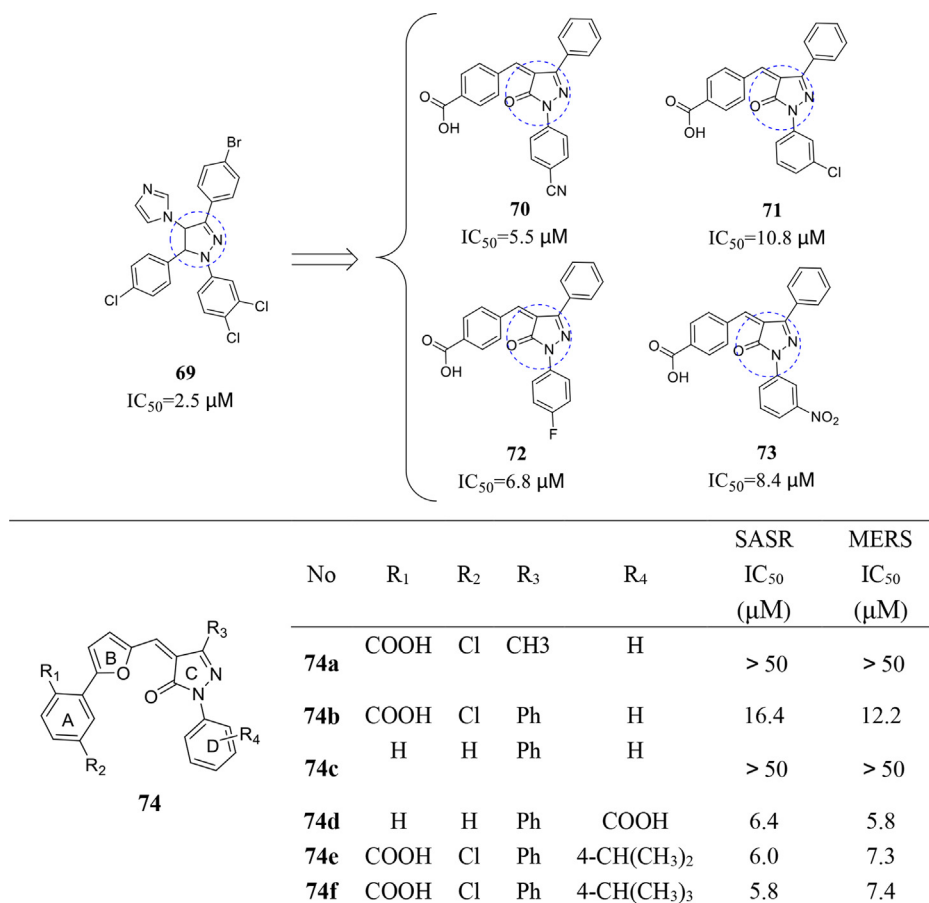 N
N
Br
N
N
Cl
Cl
Cl
69
IC50=2.5 μM
O
OH
O
N
N
CN
70
IC50=5.5 μM
O
OH
O
N
N
Cl
71
IC50=10.8 μM
O
OH
O
N
N
F
72
IC50=6.8 μM
O
OH
O
N
N
NO2
73
IC50=8.4 μM
R1
A
R2
B
O
O
R3
C
N
N
D
R4
74
No R1 R2 R3 R4 SASR IC50 (μM) MERS IC50 (μM)
74a COOH Cl CH3 H > 50 > 50
74b COOH Cl Ph H 16.4 12.2
74c H H Ph H > 50 > 50
74d H H Ph COOH 6.4 5.8
74e COOH Cl Ph 4-CH(CH3)2 6.0 7.3
74f COOH Cl Ph 4-CH(CH3)3 5.8 7.4